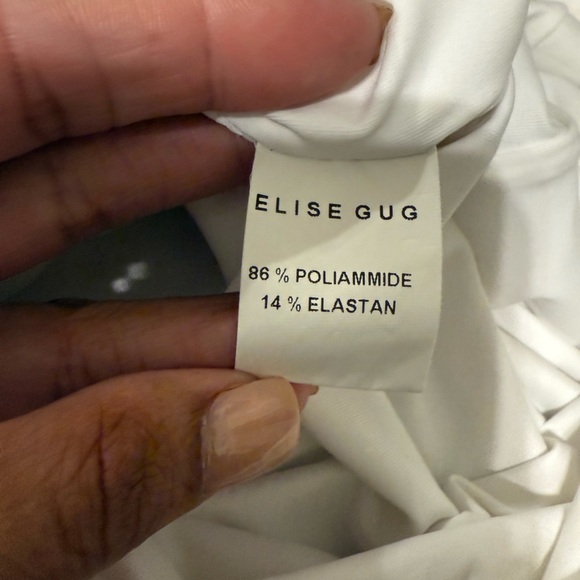 ELISE GUG
86 % POLIAMMIDE
14 % ELASTAN